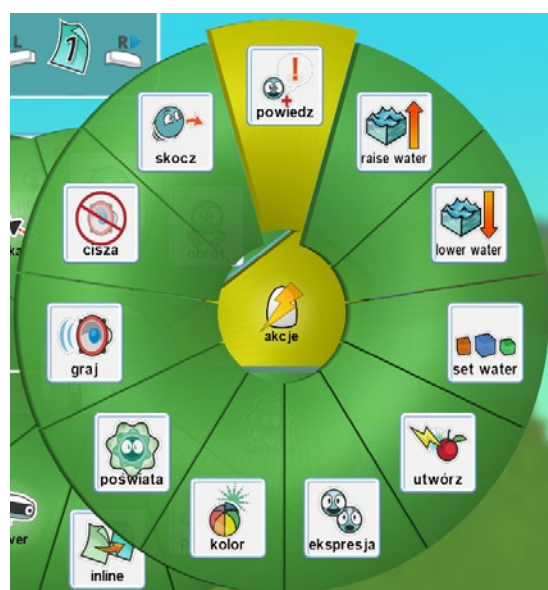 L
1
R
powiedz
skocz
raise water
cisza
lower water
akcje
graj
set water
poświata
utwórz
kolor
ekspresja
inline